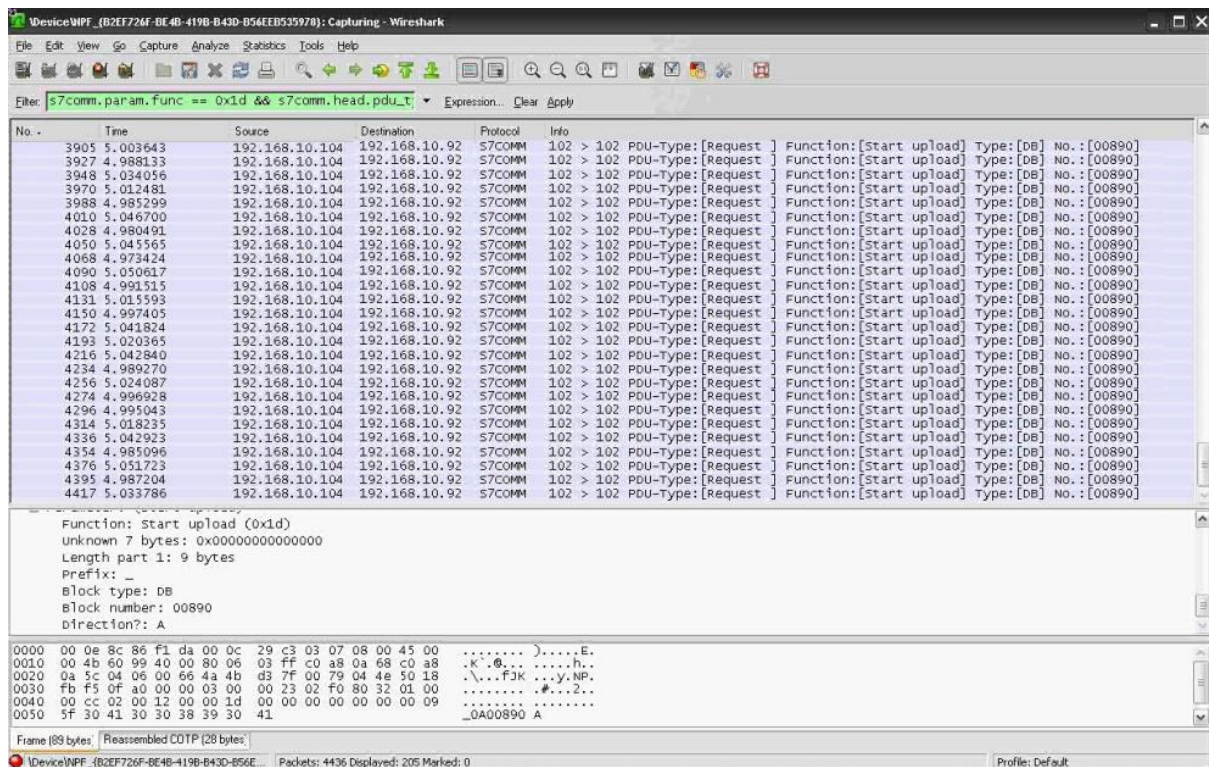 \Device\NPF_{B2EF726F-BE4B-419B-B43D-B56EEB535978}: Capturing - Wireshark
File Edit View Go Capture Analyze Statistics Tools Help
Filter: s7comm.param.func == 0x1d && s7comm.head.pdu_t Expression... Clear Apply
No. - Time Source Destination Protocol Info
3905 5.003643 192.168.10.104 192.168.10.92 S7COMM 102 > 102 PDU-Type:[Request ] Function:[Start upload] Type:[DB] No.:[00890]
3927 4.988133 192.168.10.104 192.168.10.92 S7COMM 102 > 102 PDU-Type:[Request ] Function:[Start upload] Type:[DB] No.:[00890]
3948 5.034056 192.168.10.104 192.168.10.92 S7COMM 102 > 102 PDU-Type:[Request ] Function:[Start upload] Type:[DB] No.:[00890]
3970 5.012481 192.168.10.104 192.168.10.92 S7COMM 102 > 102 PDU-Type:[Request ] Function:[Start upload] Type:[DB] No.:[00890]
3988 4.985299 192.168.10.104 192.168.10.92 S7COMM 102 > 102 PDU-Type:[Request ] Function:[Start upload] Type:[DB] No.:[00890]
4010 5.046700 192.168.10.104 192.168.10.92 S7COMM 102 > 102 PDU-Type:[Request ] Function:[Start upload] Type:[DB] No.:[00890]
4028 4.980491 192.168.10.104 192.168.10.92 S7COMM 102 > 102 PDU-Type:[Request ] Function:[Start upload] Type:[DB] No.:[00890]
4050 5.045565 192.168.10.104 192.168.10.92 S7COMM 102 > 102 PDU-Type:[Request ] Function:[Start upload] Type:[DB] No.:[00890]
4068 4.973424 192.168.10.104 192.168.10.92 S7COMM 102 > 102 PDU-Type:[Request ] Function:[Start upload] Type:[DB] No.:[00890]
4090 5.050617 192.168.10.104 192.168.10.92 S7COMM 102 > 102 PDU-Type:[Request ] Function:[Start upload] Type:[DB] No.:[00890]
4108 4.991515 192.168.10.104 192.168.10.92 S7COMM 102 > 102 PDU-Type:[Request ] Function:[Start upload] Type:[DB] No.:[00890]
4131 5.015593 192.168.10.104 192.168.10.92 S7COMM 102 > 102 PDU-Type:[Request ] Function:[Start upload] Type:[DB] No.:[00890]
4150 4.997405 192.168.10.104 192.168.10.92 S7COMM 102 > 102 PDU-Type:[Request ] Function:[Start upload] Type:[DB] No.:[00890]
4172 5.041824 192.168.10.104 192.168.10.92 S7COMM 102 > 102 PDU-Type:[Request ] Function:[Start upload] Type:[DB] No.:[00890]
4193 5.020365 192.168.10.104 192.168.10.92 S7COMM 102 > 102 PDU-Type:[Request ] Function:[Start upload] Type:[DB] No.:[00890]
4216 5.042840 192.168.10.104 192.168.10.92 S7COMM 102 > 102 PDU-Type:[Request ] Function:[Start upload] Type:[DB] No.:[00890]
4234 4.989270 192.168.10.104 192.168.10.92 S7COMM 102 > 102 PDU-Type:[Request ] Function:[Start upload] Type:[DB] No.:[00890]
4256 5.024087 192.168.10.104 192.168.10.92 S7COMM 102 > 102 PDU-Type:[Request ] Function:[Start upload] Type:[DB] No.:[00890]
4274 4.996928 192.168.10.104 192.168.10.92 S7COMM 102 > 102 PDU-Type:[Request ] Function:[Start upload] Type:[DB] No.:[00890]
4296 4.995043 192.168.10.104 192.168.10.92 S7COMM 102 > 102 PDU-Type:[Request ] Function:[Start upload] Type:[DB] No.:[00890]
4314 5.018235 192.168.10.104 192.168.10.92 S7COMM 102 > 102 PDU-Type:[Request ] Function:[Start upload] Type:[DB] No.:[00890]
4336 5.042923 192.168.10.104 192.168.10.92 S7COMM 102 > 102 PDU-Type:[Request ] Function:[Start upload] Type:[DB] No.:[00890]
4354 4.985096 192.168.10.104 192.168.10.92 S7COMM 102 > 102 PDU-Type:[Request ] Function:[Start upload] Type:[DB] No.:[00890]
4376 5.051723 192.168.10.104 192.168.10.92 S7COMM 102 > 102 PDU-Type:[Request ] Function:[Start upload] Type:[DB] No.:[00890]
4395 4.987204 192.168.10.104 192.168.10.92 S7COMM 102 > 102 PDU-Type:[Request ] Function:[Start upload] Type:[DB] No.:[00890]
4417 5.033786 192.168.10.104 192.168.10.92 S7COMM 102 > 102 PDU-Type:[Request ] Function:[Start upload] Type:[DB] No.:[00890]
Function: Start upload (0x1d)
Unknown 7 bytes: 0x00000000000000
Length part 1: 9 bytes
Prefix: _
Block type: DB
Block number: 00890
Direction?: A
0000 00 0e 8c 86 f1 da 00 0c 29 c3 03 07 08 00 45 00 ........ ).....E.
0010 00 4b 60 99 40 00 80 06 03 ff c0 a8 0a 68 c0 a8 .K`.@... .....h..
0020 0a 5c 04 06 00 66 4a 4b d3 7f 00 79 04 4e 50 18 .\...fJK ...y.NP.
0030 fb f5 0f a0 00 00 03 00 00 23 02 f0 80 32 01 00 ........ .#...2..
0040 00 cc 02 00 12 00 00 1d 00 00 00 00 00 00 00 09 ........ ........
0050 5f 30 41 30 30 38 39 30 41 _0A00890 A
Frame (89 bytes) Reassembled COTP (28 bytes)
\Device\NPF_{B2EF726F-BE4B-419B-B43D-B56E... Packets: 4436 Displayed: 205 Marked: 0 Profile: Default